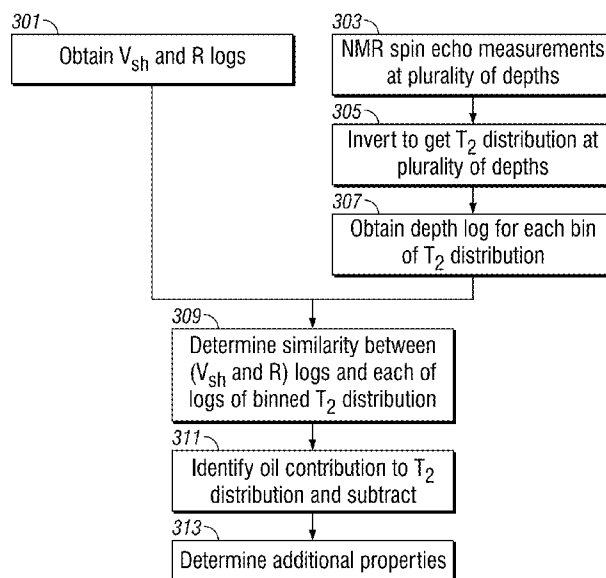 301
Obtain Vsh and R logs
303
NMR spin echo measurements
at plurality of depths
305
Invert to get T2 distribution at
plurality of depths
307
Obtain depth log for each bin
of T2 distribution
309
Determine similarity between
(Vsh and R) logs and each of
logs of binned T2 distribution
311
Identify oil contribution to T2
distribution and subtract
313
Determine additional properties